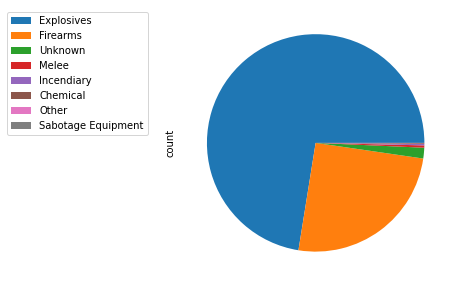 Explosives
Firearms
Unknown
Melee
Incendiary
Chemical
Other
Sabotage Equipment
count